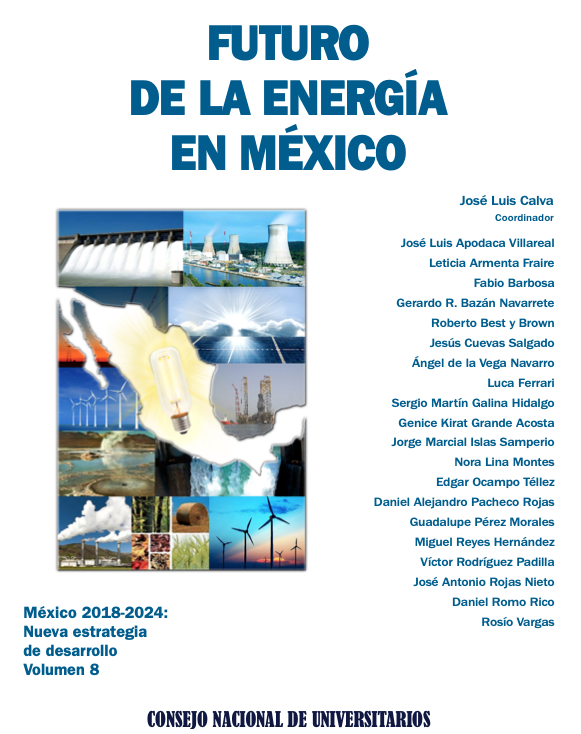 FUTURO
DE LA ENERGÍA
EN MÉXICO
José Luis Calva
Coordinador
José Luis Apodaca Villareal
Leticia Armenta Fraire
Fabio Barbosa
Gerardo R. Bazán Navarrete
Roberto Best y Brown
Jesús Cuevas Salgado
Ángel de la Vega Navarro
Luca Ferrari
Sergio Martín Galina Hidalgo
Genice Kirat Grande Acosta
Jorge Marcial Islas Samperio
Nora Lina Montes
Edgar Ocampo Téllez
Daniel Alejandro Pacheco Rojas
Guadalupe Pérez Morales
Miguel Reyes Hernández
Víctor Rodríguez Padilla
José Antonio Rojas Nieto
Daniel Romo Rico
Rosío Vargas
México 2018-2024:
Nueva estrategia
de desarrollo
Volumen 8
CONSEJO NACIONAL DE UNIVERSITARIOS